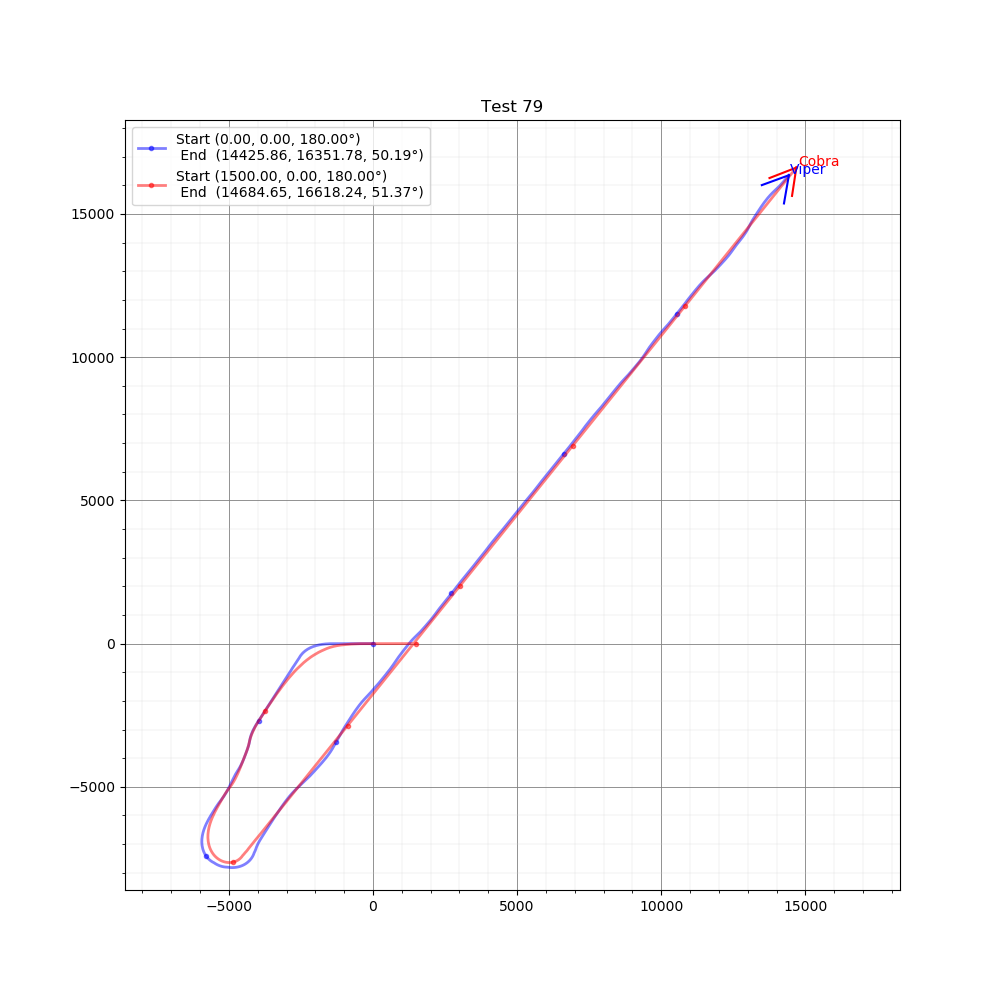 Test 79
Start (0.00, 0.00, 180.00°)
End  (14425.86, 16351.78, 50.19°)
Start (1500.00, 0.00, 180.00°)
End  (14684.65, 16618.24, 51.37°)
Cobra
Viper
15000
10000
5000
0
−5000
−5000
0
5000
10000
15000